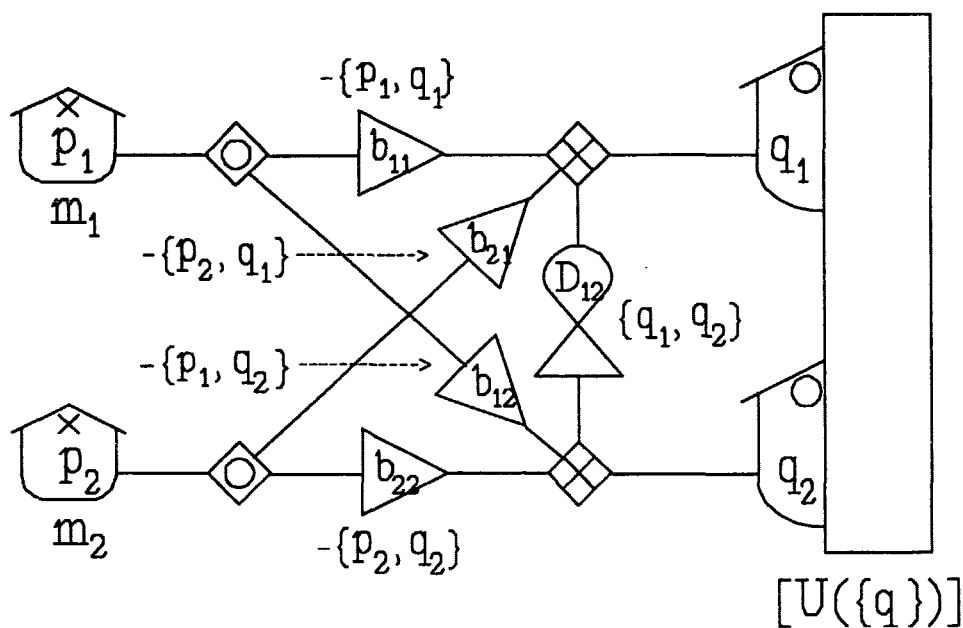 -{p₁, q₁}
p₁
b₁₁
q₁
m₁
b₂₁
-{p₂, q₁}
D₁₂
{q₁, q₂}
-{p₁, q₂}
b₁₂
p₂
b₂₂
q₂
m₂
-{p₂, q₂}
[U({q})]